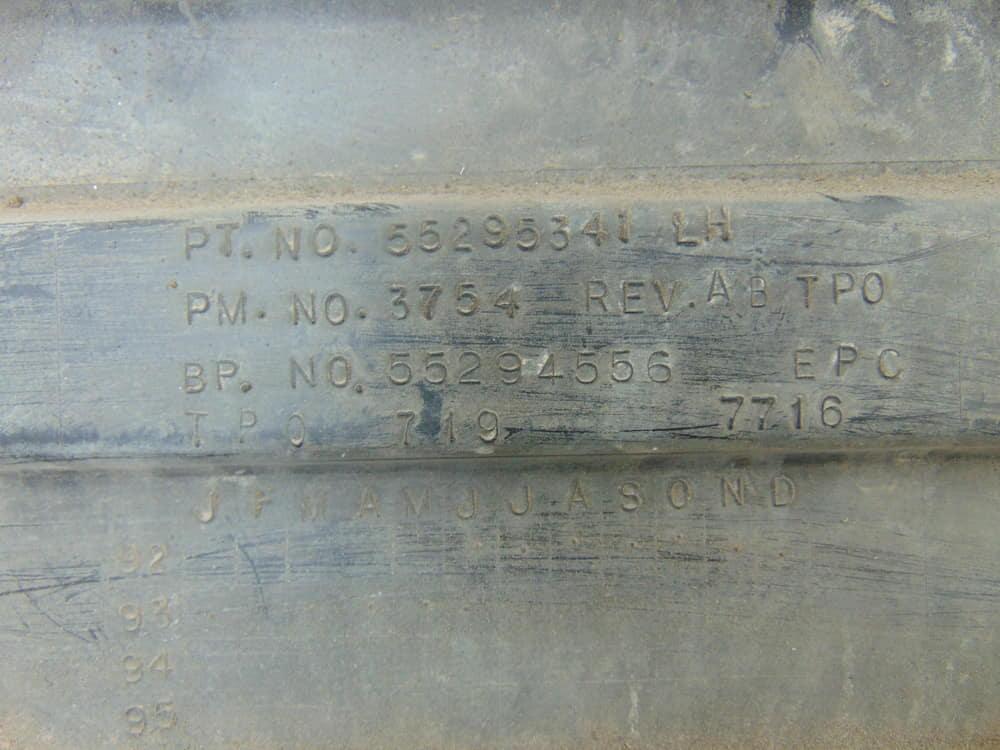 PT. NO. 55295341 LH
PM. NO. 3754 REV. AB TPO
BP. NO. 55294556 EPC
TPO 719 7716
J F M A M J J A S O N D
92
93
94
95